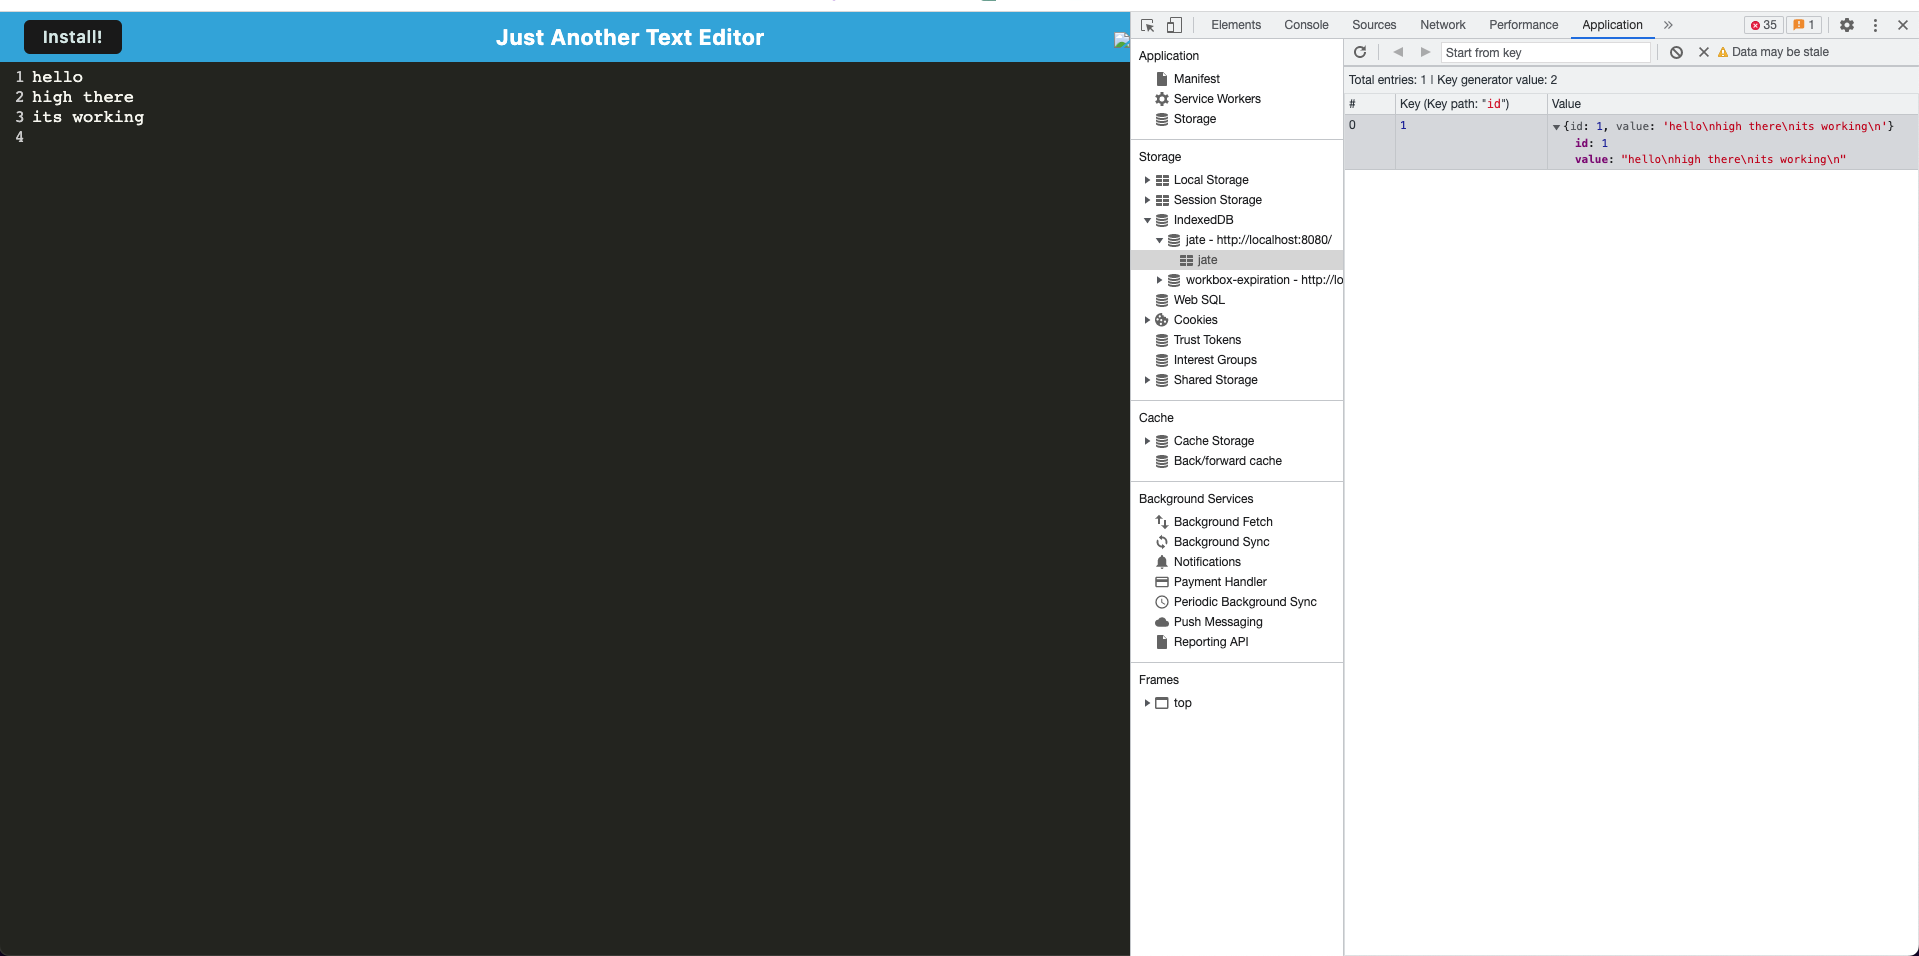 Install!
Just Another Text Editor
1 hello
2 high there
3 its working
4
Elements Console Sources Network Performance Application » 35 1
Application
Manifest
Service Workers
Storage
Storage
Local Storage
Session Storage
IndexedDB
jate - http://localhost:8080/
jate
workbox-expiration - http://lo
Web SQL
Cookies
Trust Tokens
Interest Groups
Shared Storage
Cache
Cache Storage
Back/forward cache
Background Services
Background Fetch
Background Sync
Notifications
Payment Handler
Periodic Background Sync
Push Messaging
Reporting API
Frames
top
Start from key Data may be stale
Total entries: 1 | Key generator value: 2
# Key (Key path: "id") Value
0 1 {id: 1, value: 'hello\nhigh there\nits working\n'}
id: 1
value: "hello\nhigh there\nits working\n"